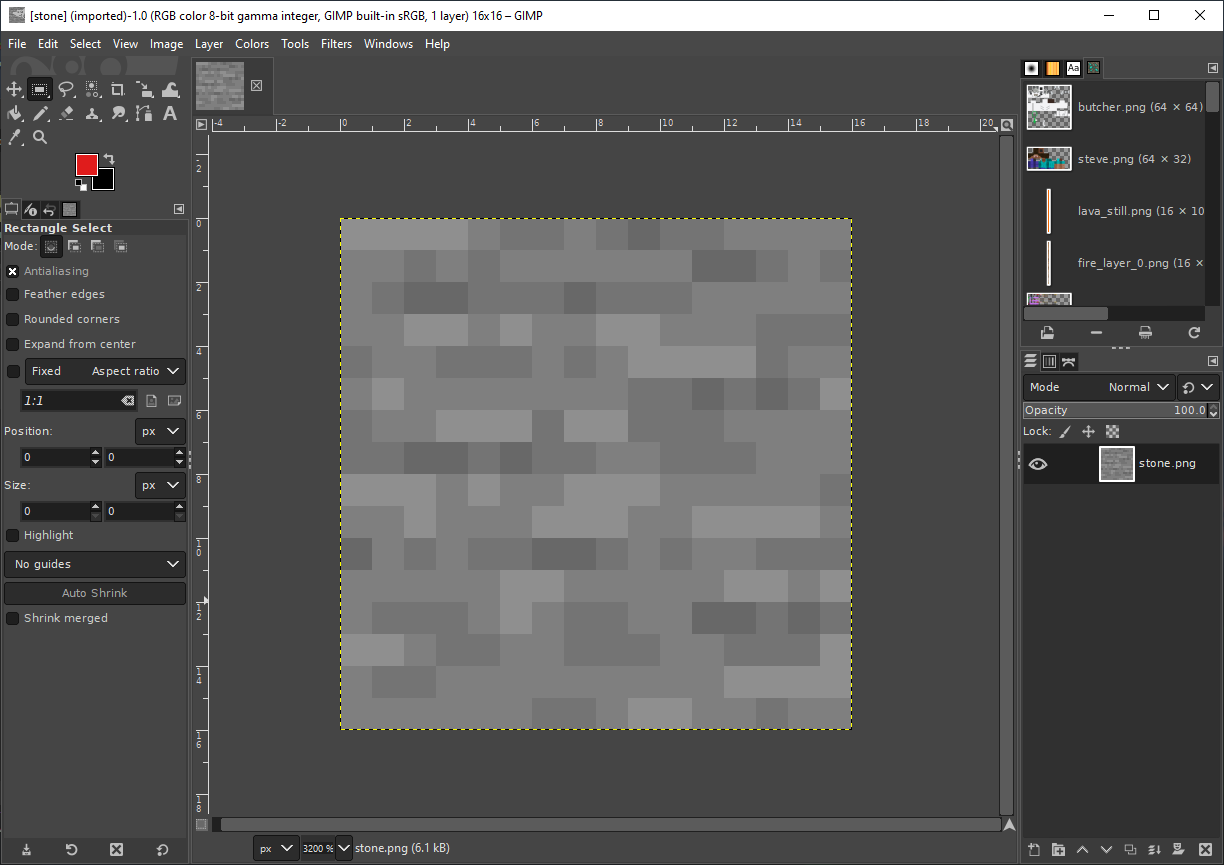 [stone] (imported)-1.0 (RGB color 8-bit gamma integer, GIMP built-in sRGB, 1 layer) 16x16 – GIMP
File Edit Select View Image Layer Colors Tools Filters Windows Help
-4 -2 0 2 4 6 8 10 12 14 16 18 20
2
0
2
4
6
8
10
12
14
16
18
Rectangle Select
Mode:
Antialiasing
Feather edges
Rounded corners
Expand from center
Fixed Aspect ratio
1:1
Position: px
0 0
Size: px
0 0
Highlight
No guides
Auto Shrink
Shrink merged
px 3200 % stone.png (6.1 kB)
Aa
butcher.png (64 × 64)
steve.png (64 × 32)
lava_still.png (16 × 10
fire_layer_0.png (16 ×
Mode Normal
Opacity 100.0
Lock:
stone.png